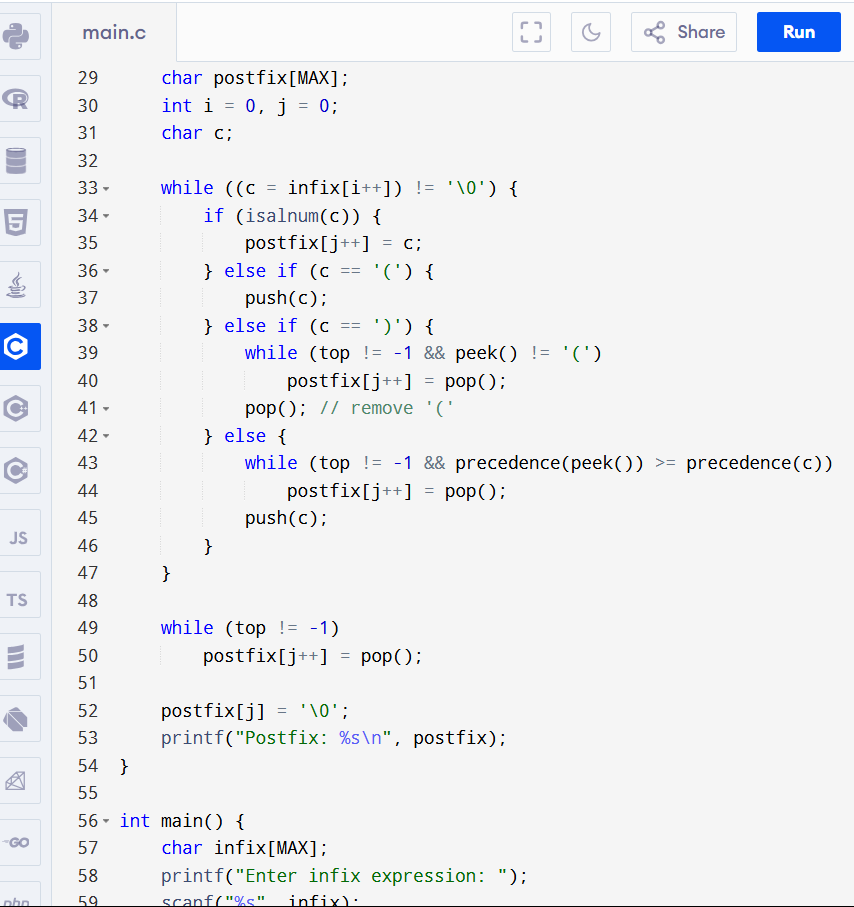 main.c
Share
Run
29 char postfix[MAX];
30 int i = 0, j = 0;
31 char c;
32
33 while ((c = infix[i++]) != '\0') {
34 if (isalnum(c)) {
35 postfix[j++] = c;
36 } else if (c == '(') {
37 push(c);
38 } else if (c == ')') {
39 while (top != -1 && peek() != '(')
40 postfix[j++] = pop();
41 pop(); // remove '('
42 } else {
43 while (top != -1 && precedence(peek()) >= precedence(c))
44 postfix[j++] = pop();
45 push(c);
46 }
47 }
48
49 while (top != -1)
50 postfix[j++] = pop();
51
52 postfix[j] = '\0';
53 printf("Postfix: %s\n", postfix);
54 }
55
56 int main() {
57 char infix[MAX];
58 printf("Enter infix expression: ");
59 scanf("%s", infix);
R
5
C
C
C
JS
TS
GO
php